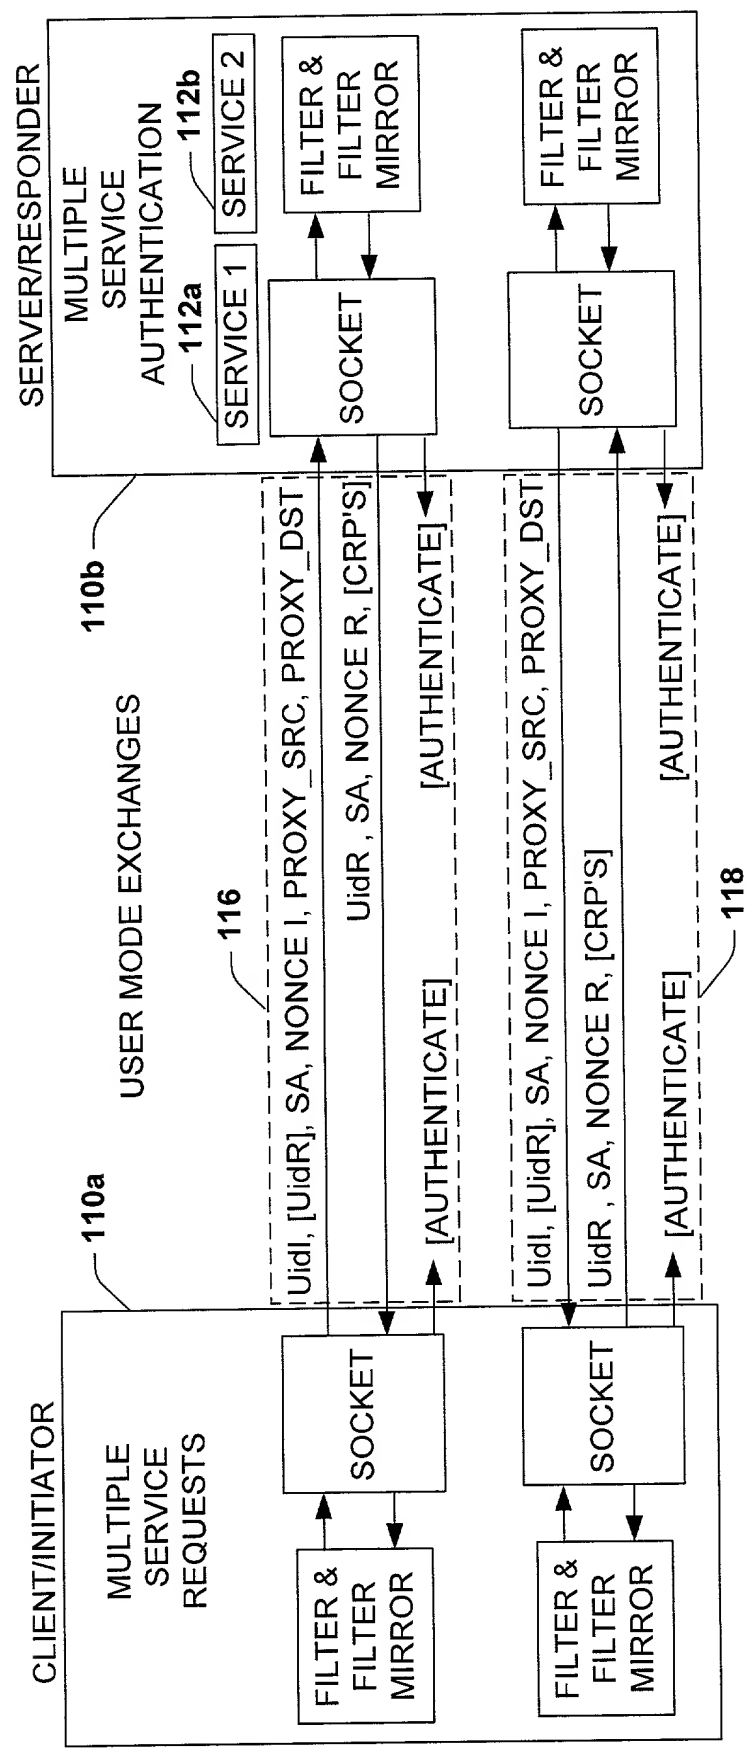 CLIENT/INITIATOR
MULTIPLE
SERVICE
REQUESTS
FILTER &
FILTER
MIRROR
SOCKET
FILTER &
FILTER
MIRROR
SOCKET
110a
USER MODE EXCHANGES
116
UidI, [UidR], SA, NONCE I, PROXY_SRC, PROXY_DST
UidR , SA, NONCE R, [CRP'S]
[AUTHENTICATE]
[AUTHENTICATE]
UidI, [UidR], SA, NONCE I, PROXY_SRC, PROXY_DST
UidR , SA, NONCE R, [CRP'S]
[AUTHENTICATE]
[AUTHENTICATE]
118
110b
SERVER/RESPONDER
MULTIPLE
SERVICE
AUTHENTICATION
112a
112b
SERVICE 1
SERVICE 2
SOCKET
FILTER &
FILTER
MIRROR
SOCKET
FILTER &
FILTER
MIRROR